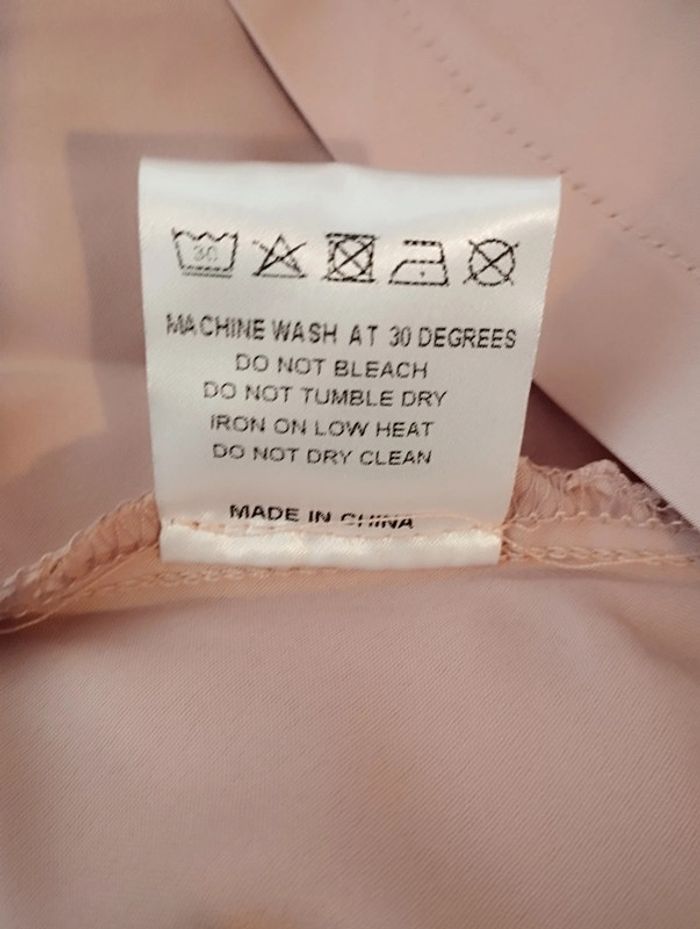 30
MACHINE WASH AT 30 DEGREES
DO NOT BLEACH
DO NOT TUMBLE DRY
IRON ON LOW HEAT
DO NOT DRY CLEAN
MADE IN CHINA